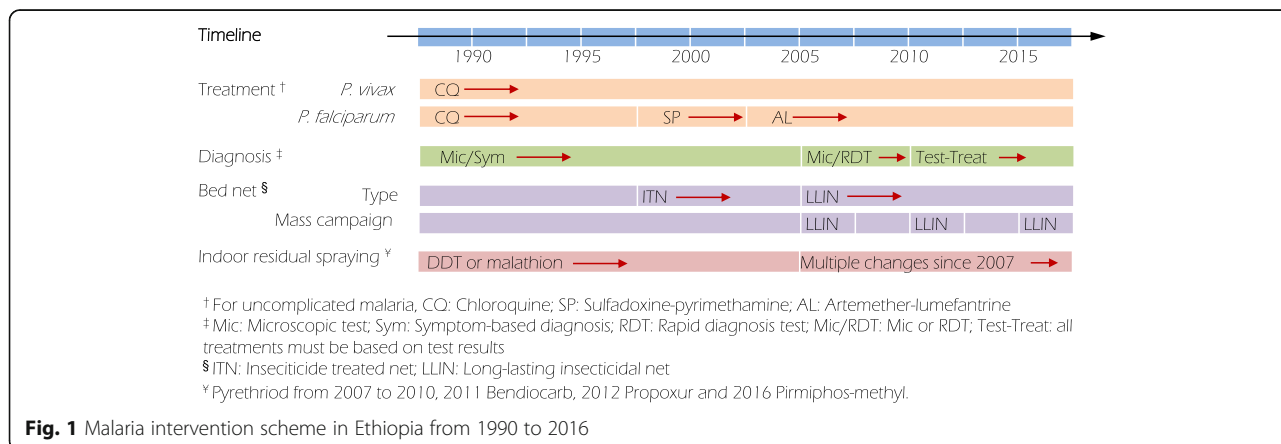 Timeline
1990 1995 2000 2005 2010 2015
Treatment † P. vivax CQ
P. falciparum CQ SP AL
Diagnosis ‡ Mic/Sym Mic/RDT Test-Treat
Bed net § Type ITN LLIN
Mass campaign LLIN LLIN LLIN
Indoor residual spraying ¥ DDT or malathion Multiple changes since 2007
† For uncomplicated malaria, CQ: Chloroquine; SP: Sulfadoxine-pyrimethamine; AL: Artemether-lumefantrine
‡ Mic: Microscopic test; Sym: Symptom-based diagnosis; RDT: Rapid diagnosis test; Mic/RDT: Mic or RDT; Test-Treat: all
treatments must be based on test results
§ ITN: Inseciticide treated net; LLIN: Long-lasting insecticidal net
¥ Pyrethriod from 2007 to 2010, 2011 Bendiocarb, 2012 Propoxur and 2016 Pirmiphos-methyl.
Fig. 1 Malaria intervention scheme in Ethiopia from 1990 to 2016